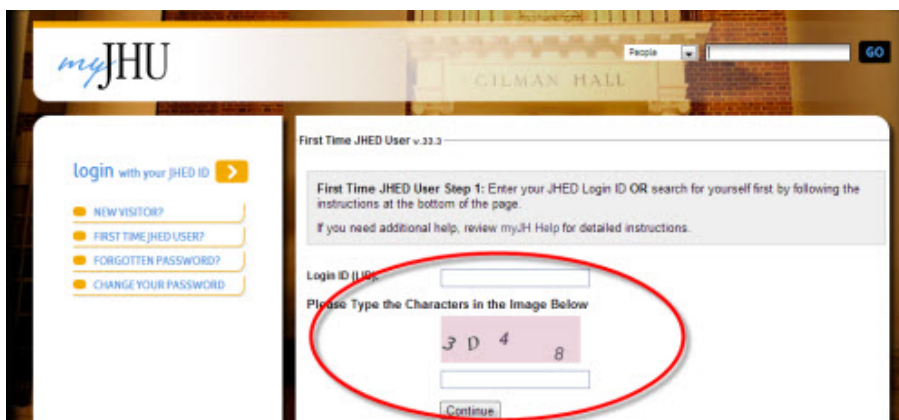 myJHU
People
GO
GILMAN HALL
login with your JHED ID
NEW VISITOR?
FIRST TIME JHED USER?
FORGOTTEN PASSWORD?
CHANGE YOUR PASSWORD
First Time JHED User v.33.3
First Time JHED User Step 1: Enter your JHED Login ID OR search for yourself first by following the
instructions at the bottom of the page.
If you need additional help, review myJH Help for detailed instructions.
Login ID (LID):
Please Type the Characters in the Image Below
3 D 4 8
Continue